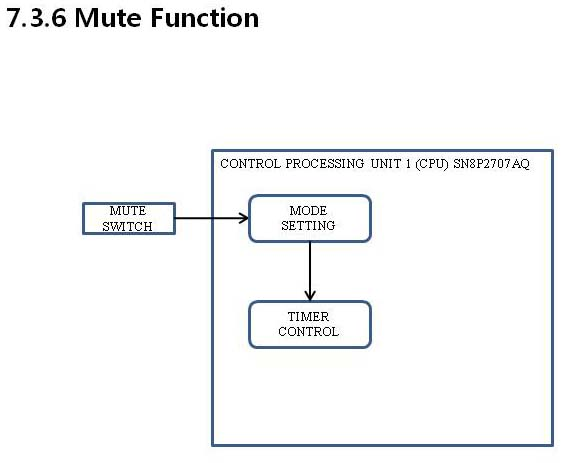 7.3.6 Mute Function
CONTROL PROCESSING UNIT 1 (CPU) SN8P2707AQ
MUTE
SWITCH
MODE
SETTING
TIMER
CONTROL